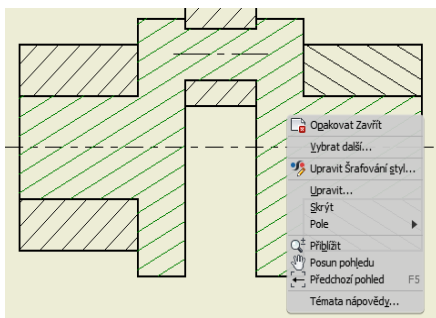 Opakovat Zavřít
Vybrat další...
Upravit Šrafování styl...
Upravit...
Skrýt
Pole
Přiblížit
Posun pohledu
Předchozí pohled F5
Témata nápovědy...